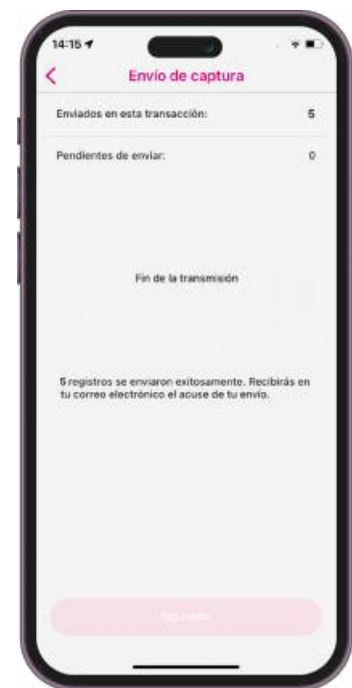 14:15
Envío de captura
Enviados en esta transacción: 5
Pendientes de enviar: 0
Fin de la transmisión
5 registros se enviaron exitosamente. Recibirás en
tu correo electrónico el acuse de tu envío.